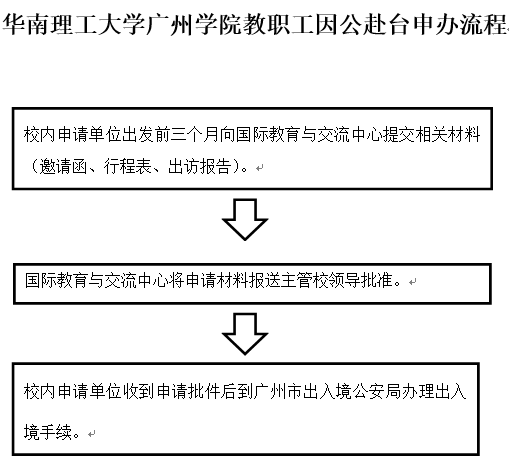 华南理工大学广州学院教职工因公赴台申办流程
校内申请单位出发前三个月向国际教育与交流中心提交相关材料
（邀请函、行程表、出访报告）。
国际教育与交流中心将申请材料报送主管校领导批准。
校内申请单位收到申请批件后到广州市出入境公安局办理出入
境手续。